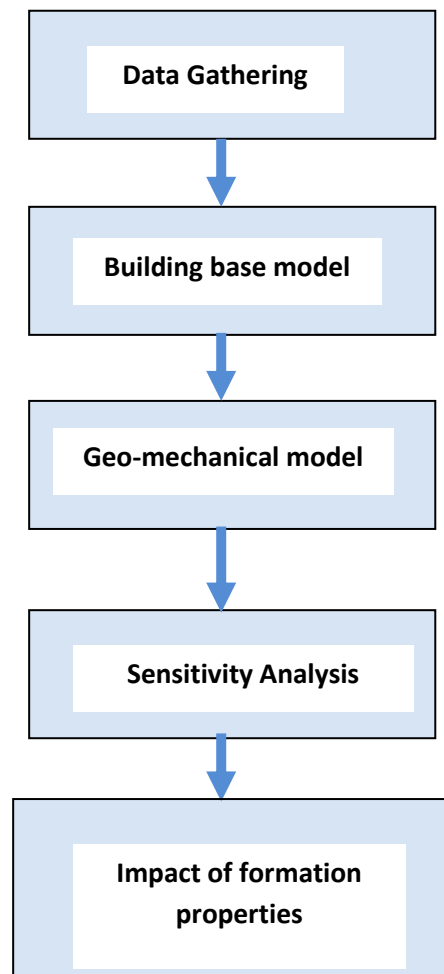 Data Gathering
Building base model
Geo-mechanical model
Sensitivity Analysis
Impact of formation
properties